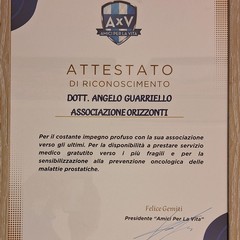 AxV
AMICI PER LA VITA
ATTESTATO
DI RICONOSCIMENTO
DOTT. ANGELO GUARRIELLO
ASSOCIAZIONE ORIZZONTI
Per il costante impegno profuso con la sua associazione
verso gli ultimi. Per la disponibilità a prestare servizio
medico gratutito verso i più fragili e per la
sensibilizzazione alla prevenzione oncologica delle
malattie prostatiche.
Felice Gemiei
Presidente "Amici Per La Vita"